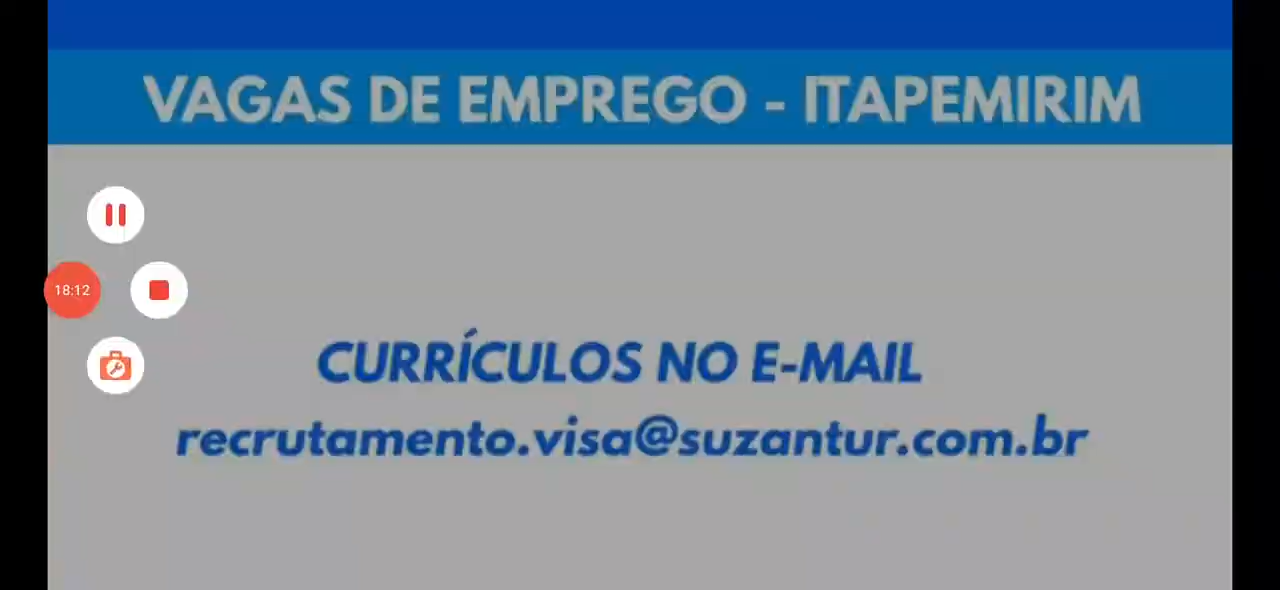 VAGAS DE EMPREGO - ITAPEMIRIM
18:12
CURRÍCULOS NO E-MAIL
recrutamento.visa@suzantur.com.br